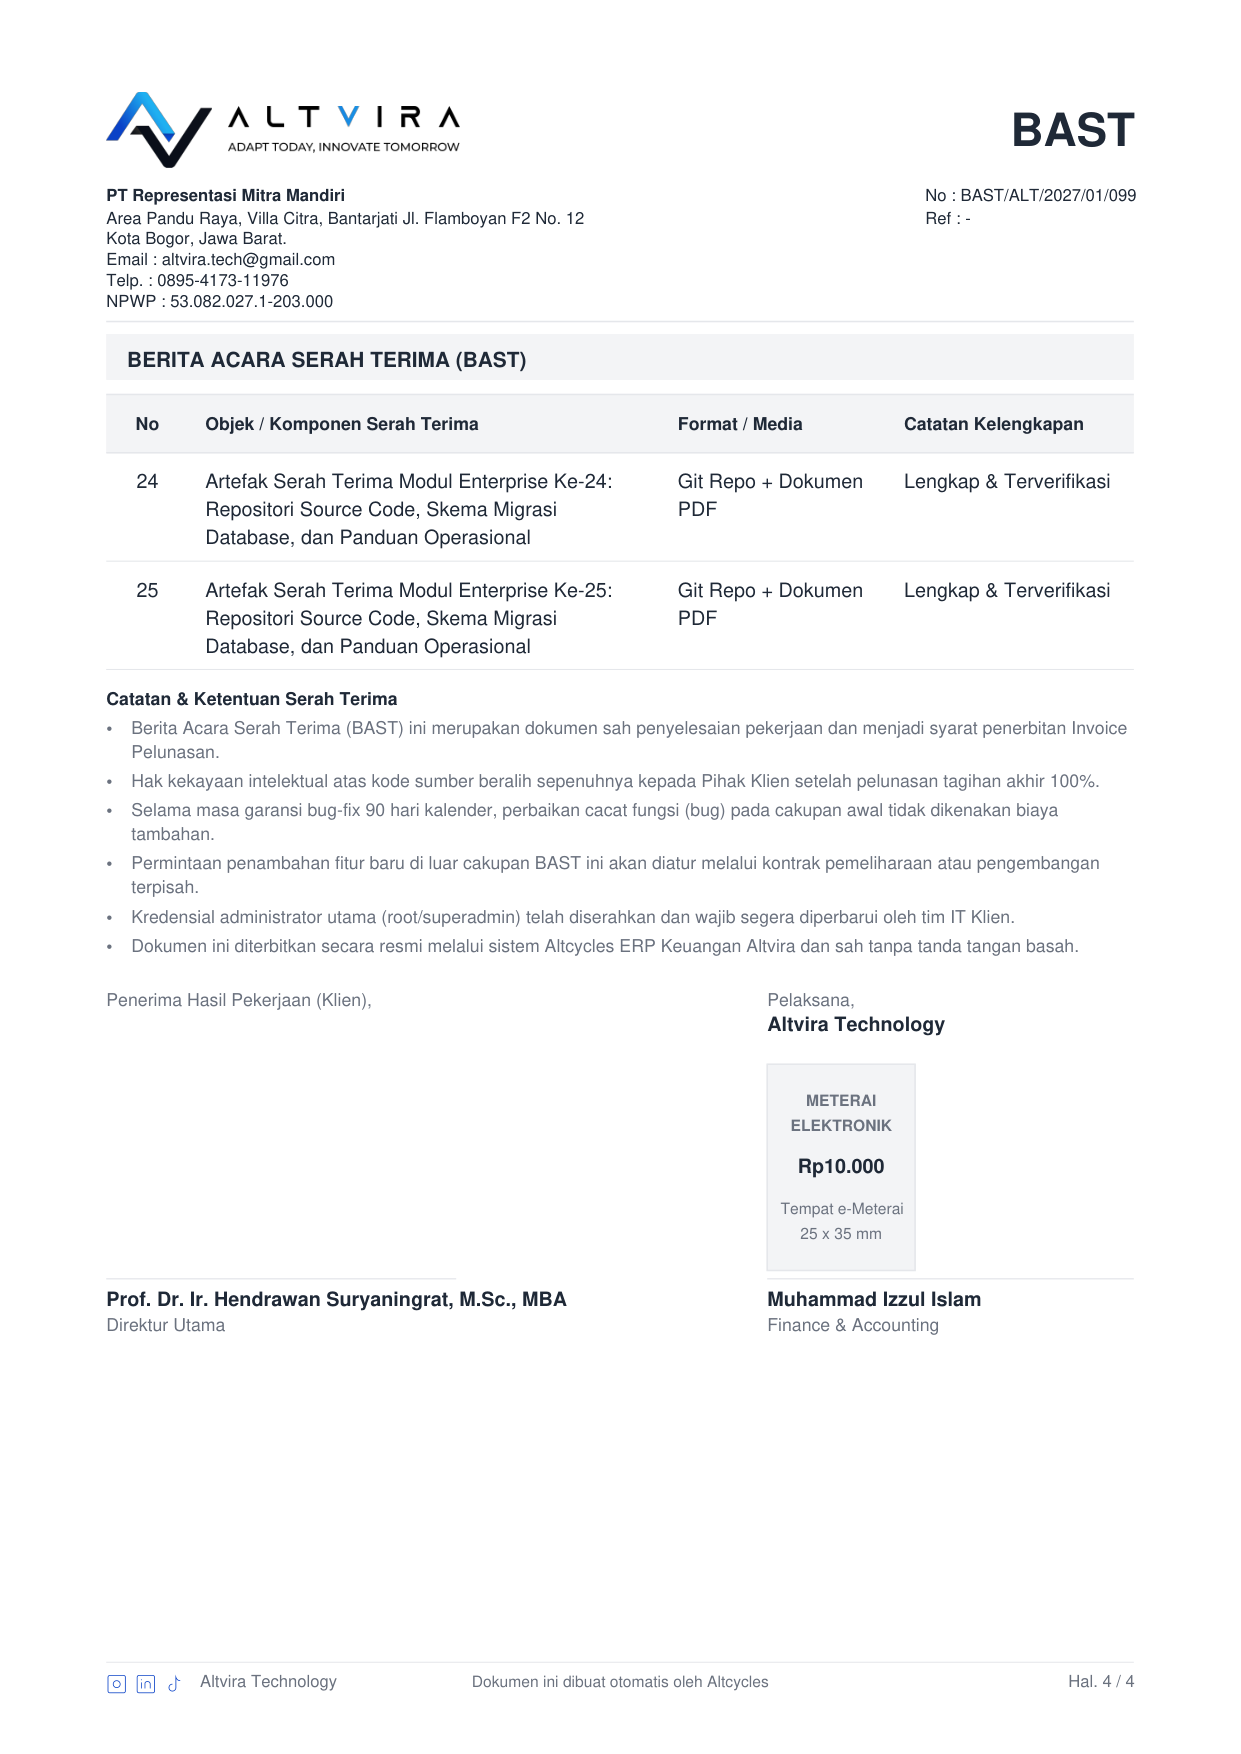 ALTVIRA
ADAPT TODAY, INNOVATE TOMORROW
BAST
PT Representasi Mitra Mandiri
Area Pandu Raya, Villa Citra, Bantarjati Jl. Flamboyan F2 No. 12
Kota Bogor, Jawa Barat.
Email : altvira.tech@gmail.com
Telp. : 0895-4173-11976
NPWP : 53.082.027.1-203.000
No : BAST/ALT/2027/01/099
Ref : -
BERITA ACARA SERAH TERIMA (BAST)
No Objek / Komponen Serah Terima Format / Media Catatan Kelengkapan
24 Artefak Serah Terima Modul Enterprise Ke-24: Git Repo + Dokumen Lengkap & Terverifikasi
Repositori Source Code, Skema Migrasi PDF
Database, dan Panduan Operasional
25 Artefak Serah Terima Modul Enterprise Ke-25: Git Repo + Dokumen Lengkap & Terverifikasi
Repositori Source Code, Skema Migrasi PDF
Database, dan Panduan Operasional
Catatan & Ketentuan Serah Terima
• Berita Acara Serah Terima (BAST) ini merupakan dokumen sah penyelesaian pekerjaan dan menjadi syarat penerbitan Invoice
Pelunasan.
• Hak kekayaan intelektual atas kode sumber beralih sepenuhnya kepada Pihak Klien setelah pelunasan tagihan akhir 100%.
• Selama masa garansi bug-fix 90 hari kalender, perbaikan cacat fungsi (bug) pada cakupan awal tidak dikenakan biaya
tambahan.
• Permintaan penambahan fitur baru di luar cakupan BAST ini akan diatur melalui kontrak pemeliharaan atau pengembangan
terpisah.
• Kredensial administrator utama (root/superadmin) telah diserahkan dan wajib segera diperbarui oleh tim IT Klien.
• Dokumen ini diterbitkan secara resmi melalui sistem Altcycles ERP Keuangan Altvira dan sah tanpa tanda tangan basah.
Penerima Hasil Pekerjaan (Klien),
Pelaksana,
Altvira Technology
METERAI
ELEKTRONIK
Rp10.000
Tempat e-Meterai
25 x 35 mm
Prof. Dr. Ir. Hendrawan Suryaningrat, M.Sc., MBA
Direktur Utama
Muhammad Izzul Islam
Finance & Accounting
Altvira Technology Dokumen ini dibuat otomatis oleh Altcycles Hal. 4 / 4